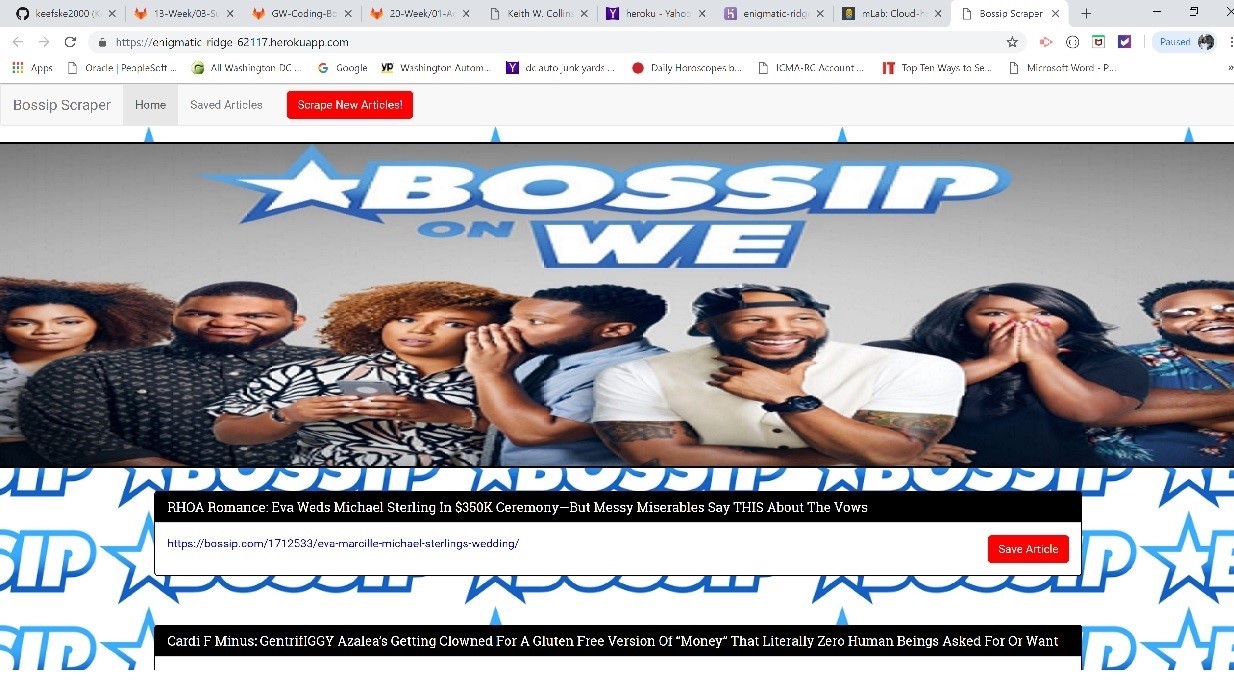 keefske2000 (K
13-Week/03-Su
GW-Coding-Bo
20-Week/01-A
Keith W. Collins
heroku - Yahoo
enigmatic-ridge
mLab: Cloud-h
Bossip Scraper
https://enigmatic-ridge-62117.herokuapp.com
Paused
Apps
Oracle | PeopleSoft ...
All Washington DC ...
Google
YP Washington Autom...
dc auto junk yards ...
Daily Horoscopes b...
ICMA-RC Account ...
IT Top Ten Ways to Se...
Microsoft Word - P...
Bossip Scraper Home Saved Articles Scrape New Articles!
BOSSIP
ON WE
RHOA Romance: Eva Weds Michael Sterling In $350K Ceremony—But Messy Miserables Say THIS About The Vows
https://bossip.com/1712533/eva-marcille-michael-sterlings-wedding/
Save Article
Cardi F Minus: GentrifIGGY Azalea's Getting Clowned For A Gluten Free Version Of “Money” That Literally Zero Human Beings Asked For Or Want